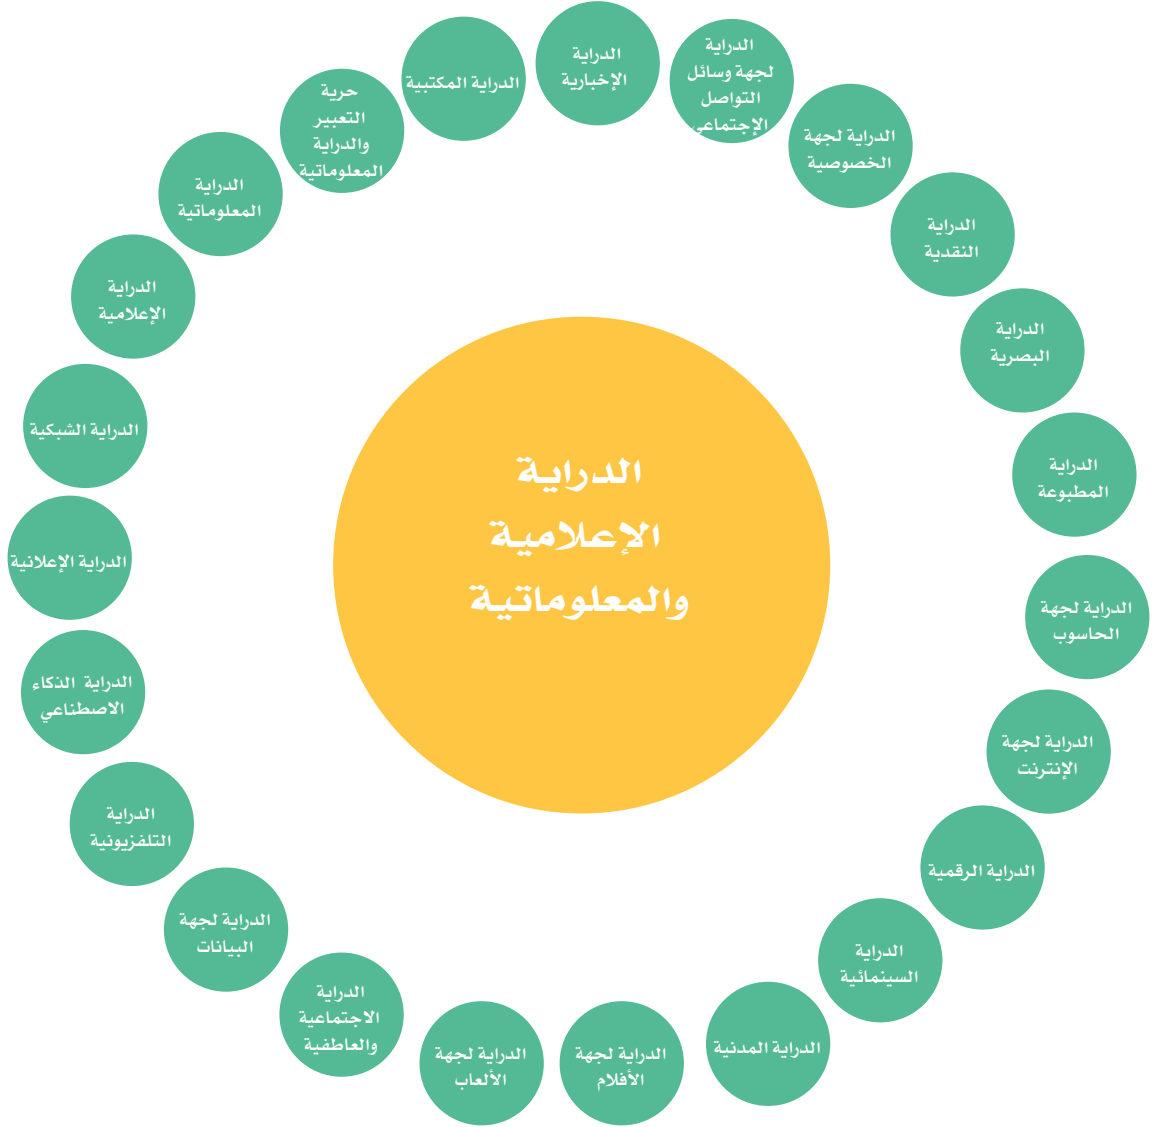 الدراية
الإعلامية
والمعلوماتية
الدراية
الإخبارية
الدراية
لجهة وسائل
التواصل
الإجتماعي
الدراية لجهة
الخصوصية
الدراية
النقدية
الدراية
البصرية
الدراية
المطبوعة
الدراية لجهة
الحاسوب
الدراية لجهة
الإنترنت
الدراية الرقمية
الدراية
السينمائية
الدراية المدنية
الدراية لجهة
الأفلام
الدراية لجهة
الألعاب
الدراية
الاجتماعية
والعاطفية
الدراية لجهة
البيانات
الدراية
التلفزيونية
الدراية الذكاء
الاصطناعي
الدراية الإعلانية
الدراية الشبكية
الدراية
الإعلامية
الدراية
المعلوماتية
حرية
التعبير
والدراية
المعلوماتية
الدراية المكتبية